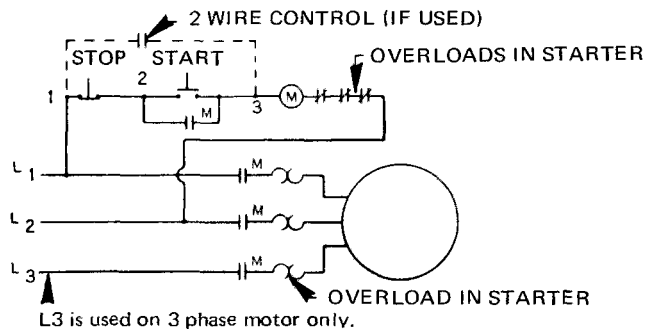 2 WIRE CONTROL (IF USED)
STOP START
OVERLOADS IN STARTER
1 2 3 M
M
L1 M
L2 M
L3 M
OVERLOAD IN STARTER
L3 is used on 3 phase motor only.